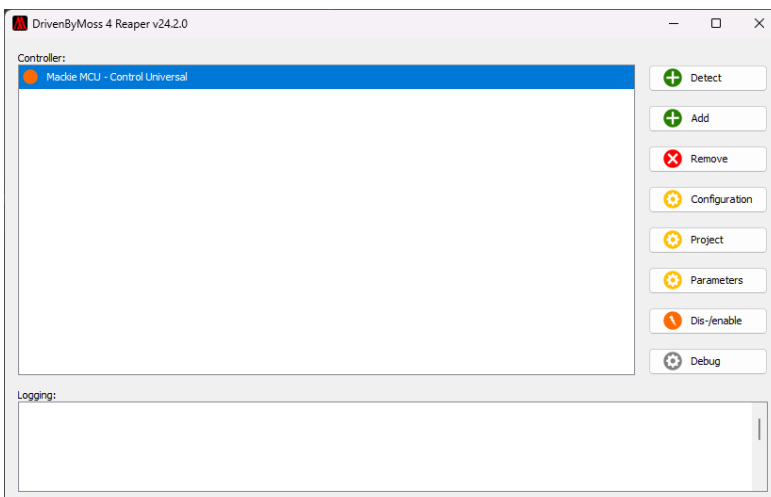 DrivenByMoss 4 Reaper v24.2.0
Controller:
Mackie MCU - Control Universal
Detect
Add
Remove
Configuration
Project
Parameters
Dis-/enable
Debug
Logging: